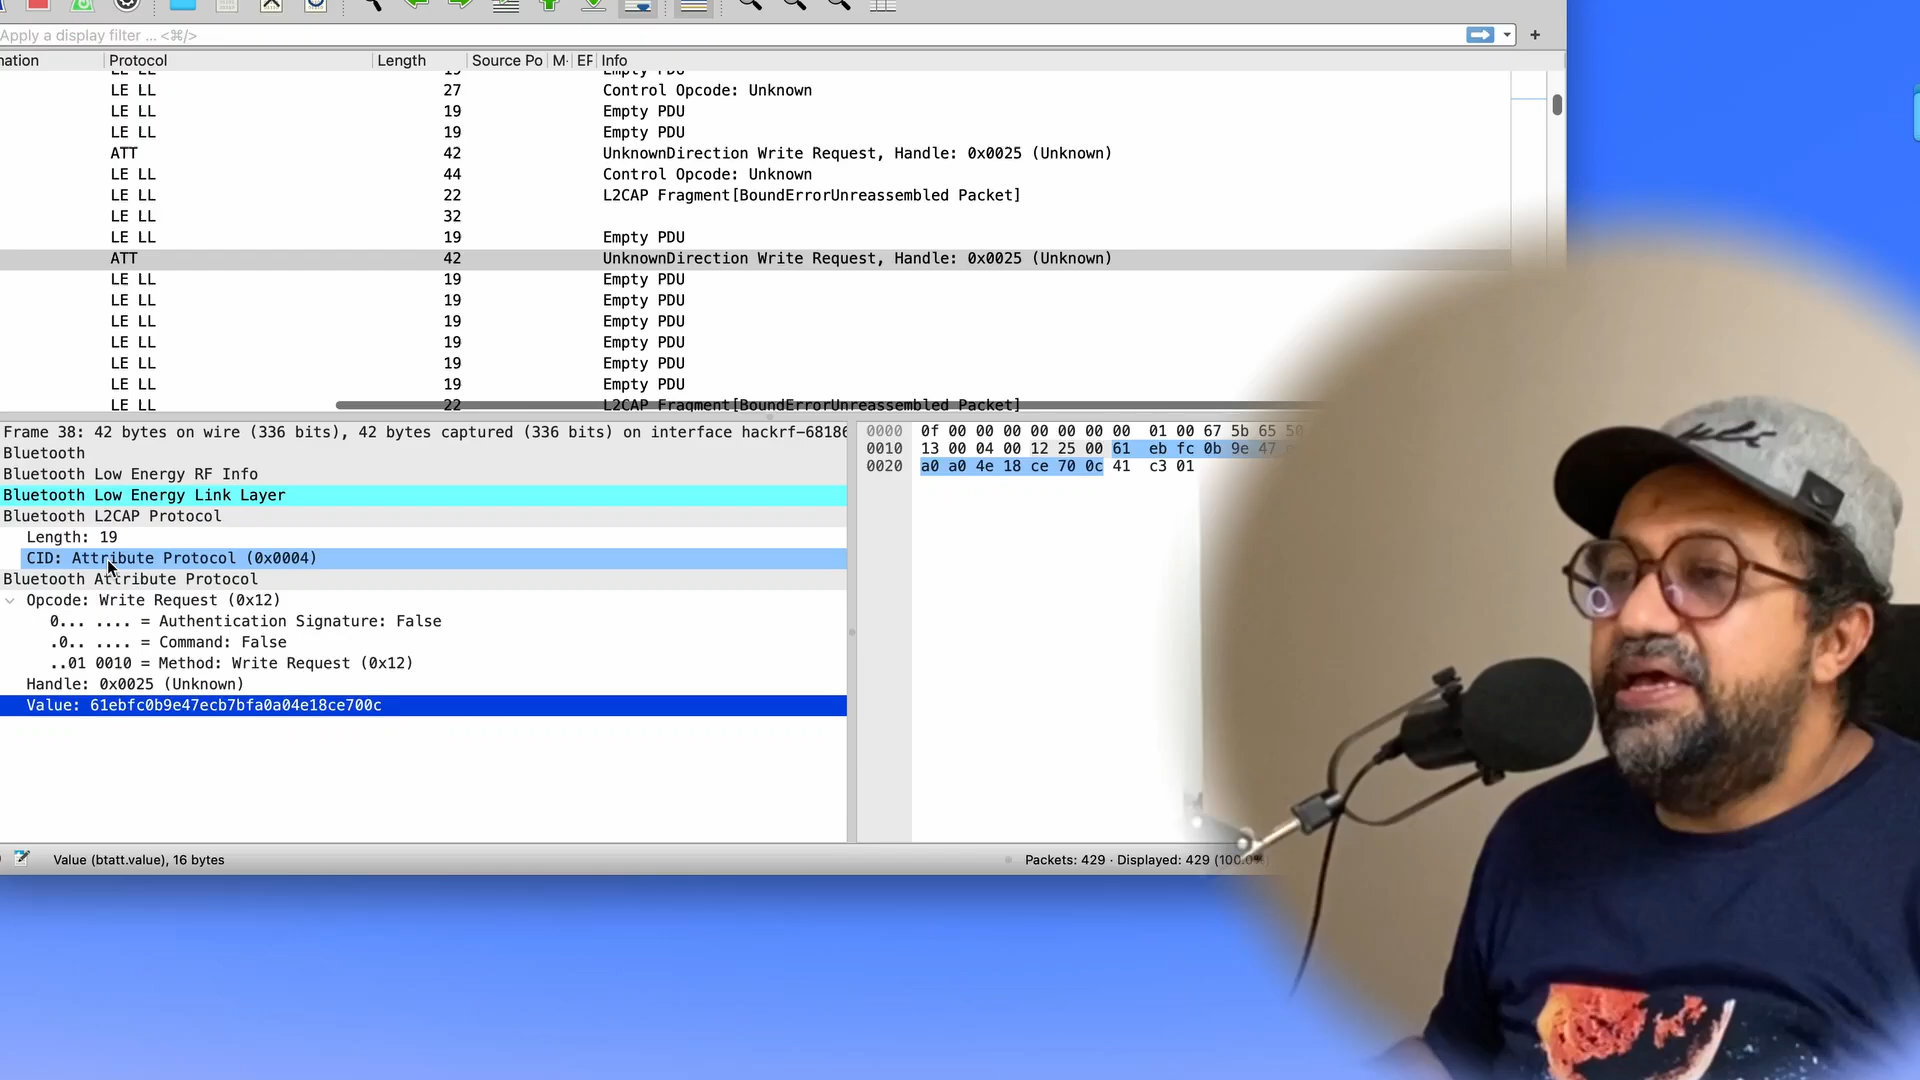 Apply a display filter ... <⌘/>
+
nation Protocol Length Source Po M· EF Info
LE LL 19 Empty PDU
LE LL 27 Control Opcode: Unknown
LE LL 19 Empty PDU
LE LL 19 Empty PDU
ATT 42 UnknownDirection Write Request, Handle: 0x0025 (Unknown)
LE LL 44 Control Opcode: Unknown
LE LL 22 L2CAP Fragment[BoundErrorUnreassembled Packet]
LE LL 32
LE LL 19 Empty PDU
ATT 42 UnknownDirection Write Request, Handle: 0x0025 (Unknown)
LE LL 19 Empty PDU
LE LL 19 Empty PDU
LE LL 19 Empty PDU
LE LL 19 Empty PDU
LE LL 19 Empty PDU
LE LL 19 Empty PDU
LE LL 22 L2CAP Fragment[BoundErrorUnreassembled Packet]
Frame 38: 42 bytes on wire (336 bits), 42 bytes captured (336 bits) on interface hackrf-68186
Bluetooth
Bluetooth Low Energy RF Info
Bluetooth Low Energy Link Layer
Bluetooth L2CAP Protocol
Length: 19
CID: Attribute Protocol (0x0004)
Bluetooth Attribute Protocol
Opcode: Write Request (0x12)
0... .... = Authentication Signature: False
.0.. .... = Command: False
..01 0010 = Method: Write Request (0x12)
Handle: 0x0025 (Unknown)
Value: 61ebfc0b9e47ecb7bfa0a04e18ce700c
0000 0f 00 00 00 00 00 00 00 01 00 67 5b 65 50
0010 13 00 04 00 12 25 00 61 eb fc 0b 9e 47
0020 a0 a0 4e 18 ce 70 0c 41 c3 01
Value (btatt.value), 16 bytes
Packets: 429 · Displayed: 429 (100.0%